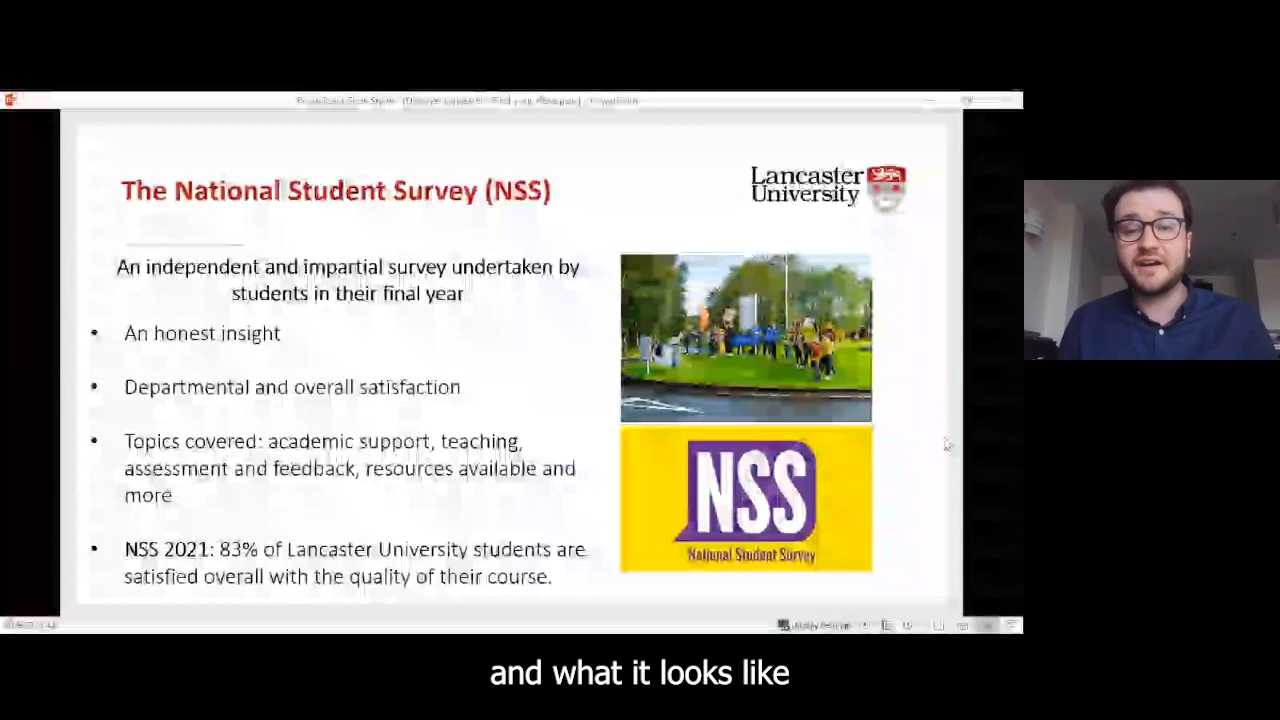 The National Student Survey (NSS)
Lancaster
University
An independent and impartial survey undertaken by
students in their final year
• An honest insight
• Departmental and overall satisfaction
• Topics covered: academic support, teaching,
assessment and feedback, resources available and
more
• NSS 2021: 83% of Lancaster University students are
satisfied overall with the quality of their course.
NSS
National Student Survey
and what it looks like